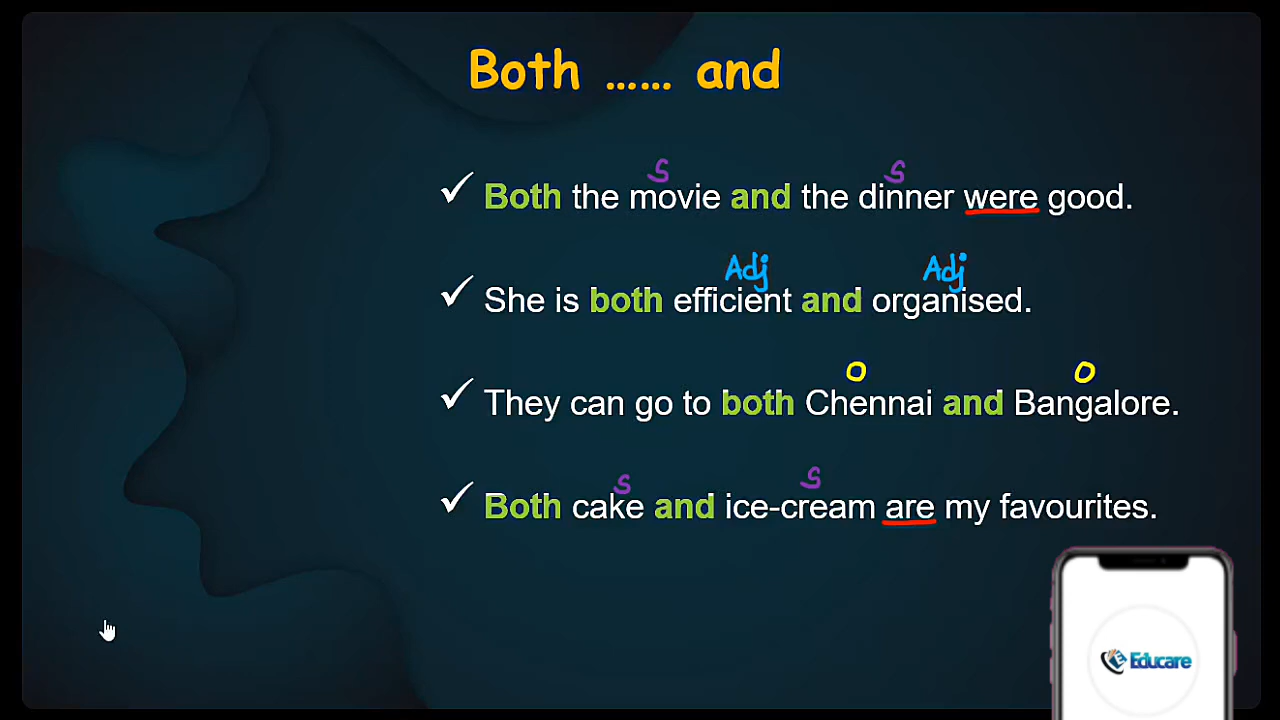 Both ...... and
S S
✓ Both the movie and the dinner were good.
Adj Adj
✓ She is both efficient and organised.
O O
✓ They can go to both Chennai and Bangalore.
S S
✓ Both cake and ice-cream are my favourites.
Educare